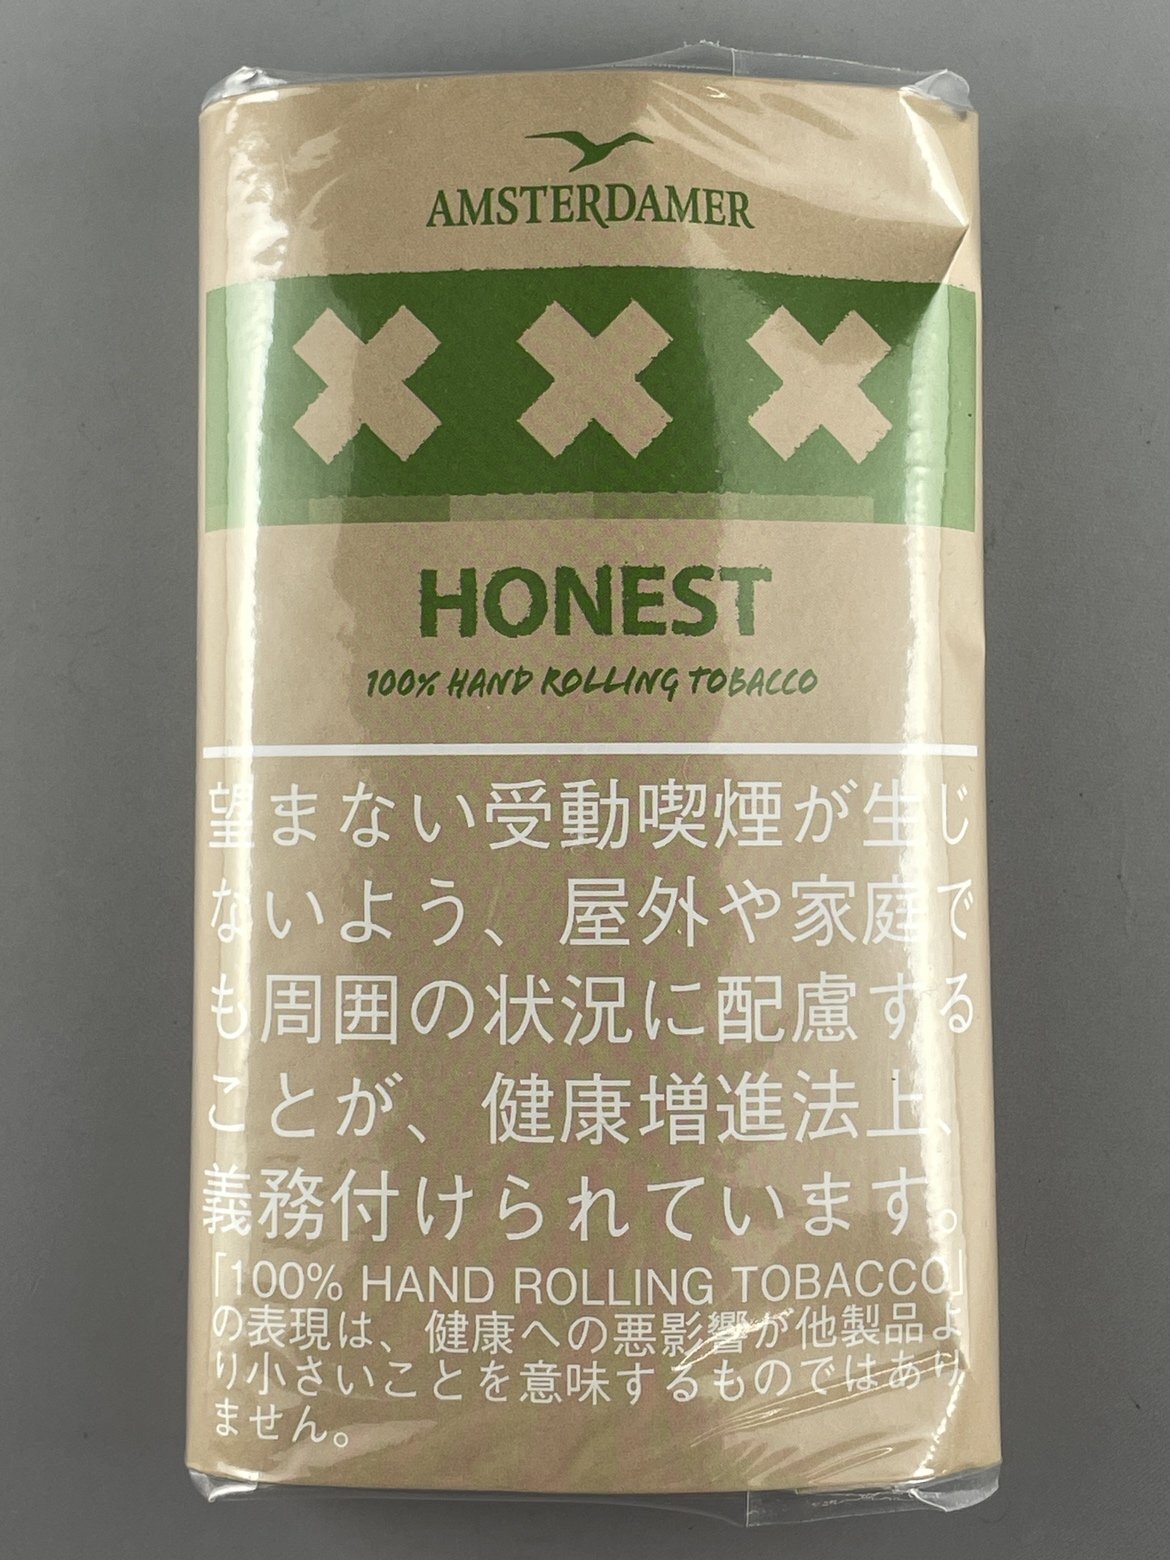 AMSTERDAMER
HONEST
100% HAND ROLLING TOBACCO
望まない受動喫煙が生じ
ないよう、屋外や家庭で
も周囲の状況に配慮する
ことが、健康増進法上、
義務付けられています。
「100% HAND ROLLING TOBACCO」
の表現は、健康への悪影響が他製品よ
り小さいことを意味するものではあり
ません。